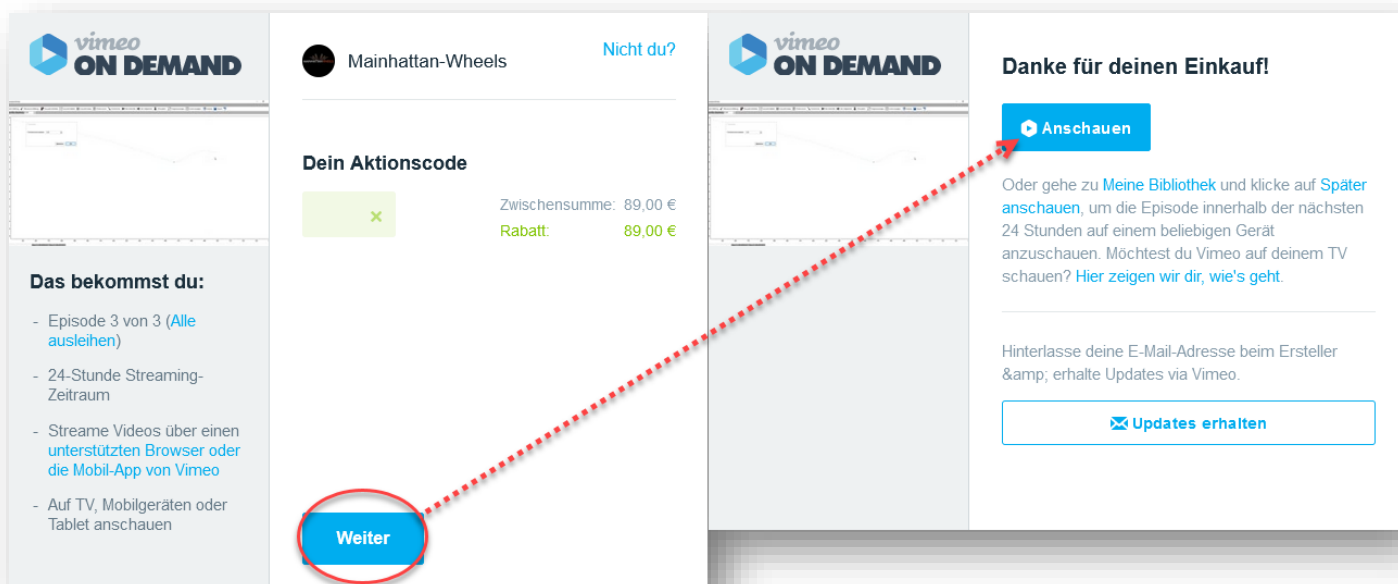 vimeo
ON DEMAND
Das bekommst du:
- Episode 3 von 3 (Alle
ausleihen)
- 24-Stunde Streaming-
Zeitraum
- Streame Videos über einen
unterstützten Browser oder
die Mobil-App von Vimeo
- Auf TV, Mobilgeräten oder
Tablet anschauen
Mainhattan-Wheels
Nicht du?
Dein Aktionscode
Zwischensumme: 89,00 €
Rabatt: 89,00 €
Weiter
vimeo
ON DEMAND
Danke für deinen Einkauf!
Anschauen
Oder gehe zu Meine Bibliothek und klicke auf Später
anschauen, um die Episode innerhalb der nächsten
24 Stunden auf einem beliebigen Gerät
anzuschauen. Möchtest du Vimeo auf deinem TV
schauen? Hier zeigen wir dir, wie's geht.
Hinterlasse deine E-Mail-Adresse beim Ersteller
&amp; erhalte Updates via Vimeo.
Updates erhalten